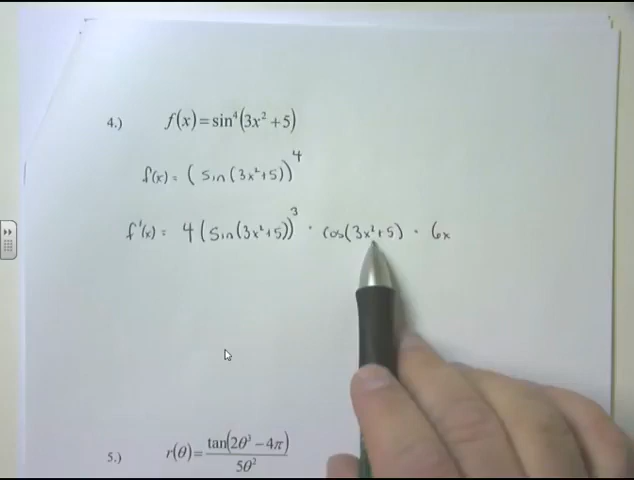 4.) f(x)=sin⁴(3x²+5)
f(x) = (sin(3x²+5))⁴
f'(x) = 4(sin(3x²+5))³ · cos(3x²+5) · 6x
5.) r(θ)=tan(2θ³−4π)/5θ²